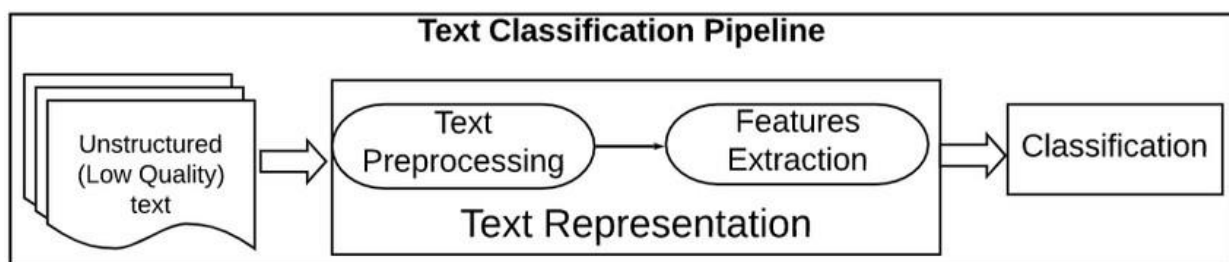 Text Classification Pipeline
Unstructured
(Low Quality)
text
Text
Preprocessing
Features
Extraction
Text Representation
Classification